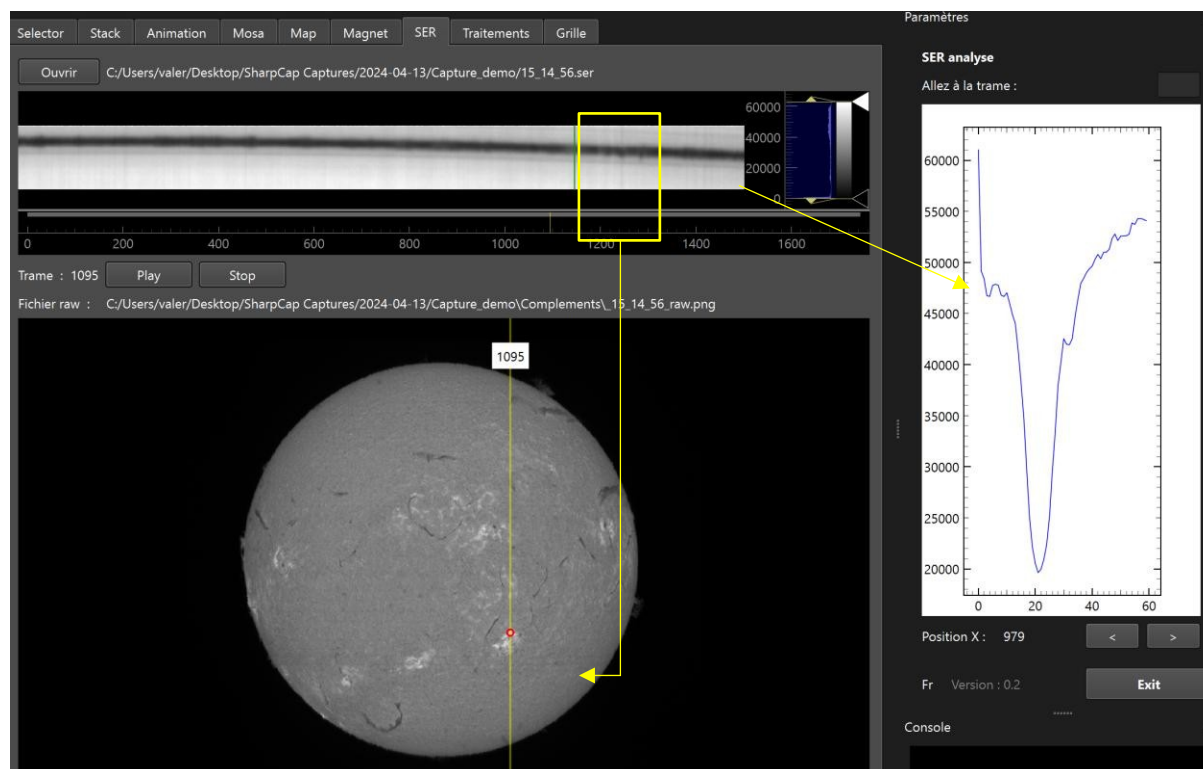 Paramètres
Selector Stack Animation Mosa Map Magnet SER Traitements Grille
SER analyse
Ouvrir C:/Users/valer/Desktop/SharpCap Captures/2024-04-13/Capture_demo/15_14_56.ser
Allez à la trame :
60000
40000
20000
0
0 200 400 600 800 1000 1200 1400 1600
Trame : 1095 Play Stop
Fichier raw : C:/Users/valer/Desktop/SharpCap Captures/2024-04-13/Capture_demo\Complements\_15_14_56_raw.png
1095
60000
55000
50000
45000
40000
35000
30000
25000
20000
0 20 40 60
Position X : 979 < >
Fr Version : 0.2 Exit
Console